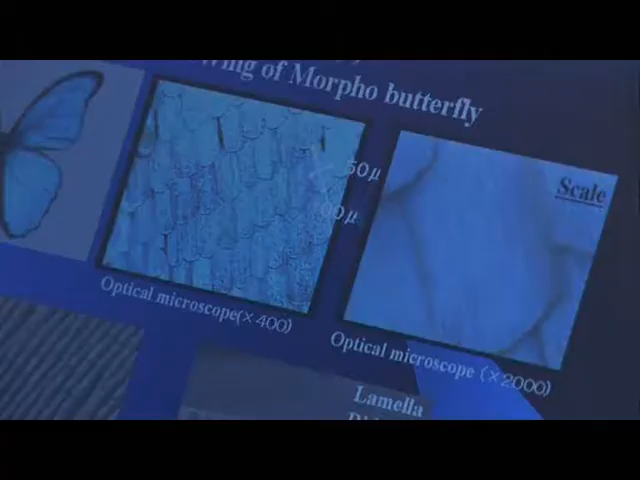 Wing of Morpho butterfly
50μ
Scale
Optical microscope(×400)
Optical microscope (×2000)
Lamella